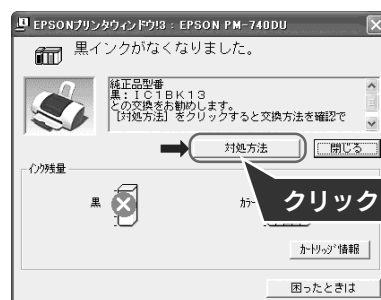 EPSONプリンタウィンドウ!3 : EPSON PM-740DU
黒インクがなくなりました。
純正品型番
黒：IC1BK13
との交換をお勧めします。
[対処方法] をクリックすると交換方法を確認で
対処方法
閉じる
インク残量
黒
カラー
クリック
カートリッジ情報
困ったときは